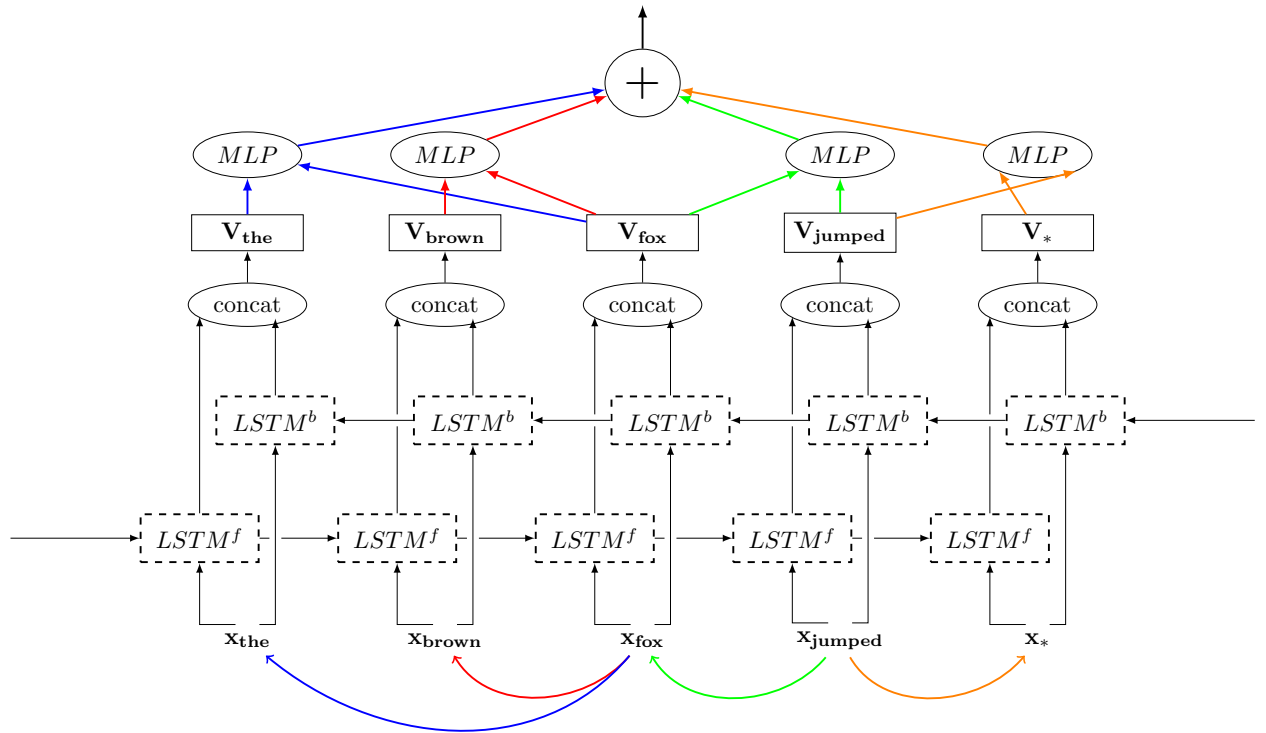 +
MLP MLP MLP MLP
V_the V_brown V_fox V_jumped V_*
concat concat concat concat concat
LSTM^b LSTM^b LSTM^b LSTM^b LSTM^b
LSTM^f LSTM^f LSTM^f LSTM^f LSTM^f
x_the x_brown x_fox x_jumped x_*